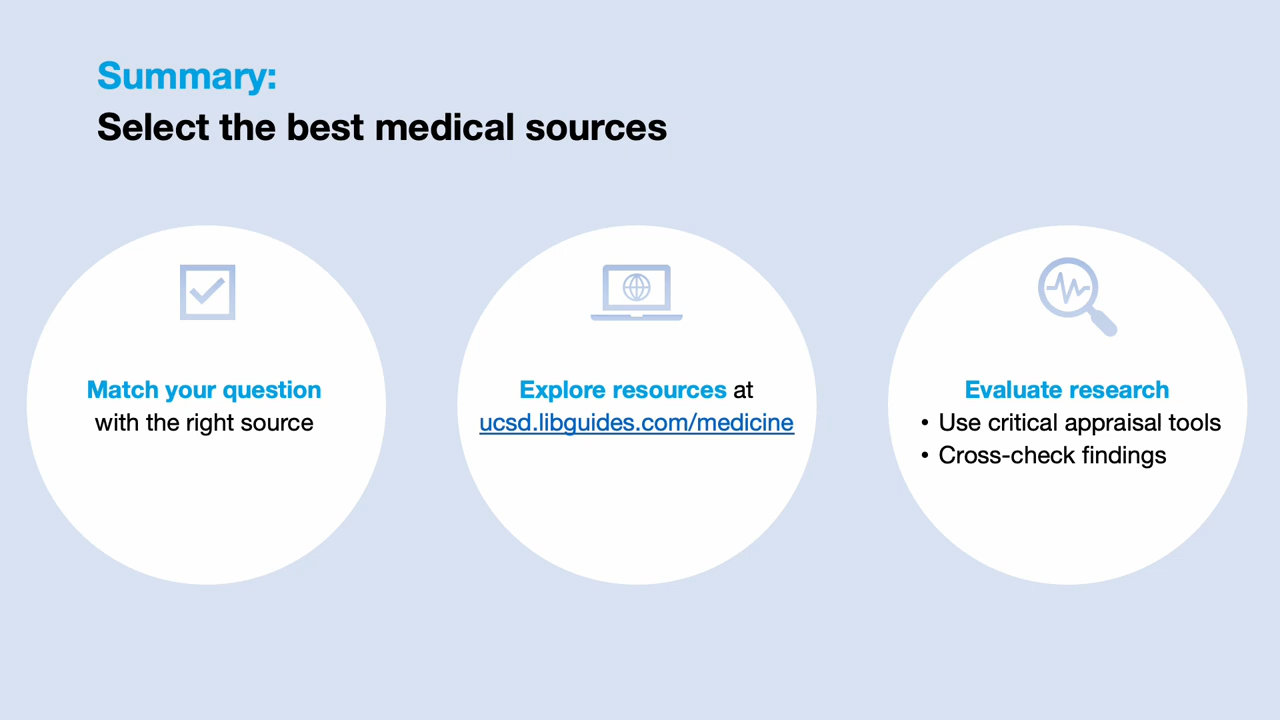 Summary:
Select the best medical sources
Match your question
with the right source
Explore resources at
ucsd.libguides.com/medicine
Evaluate research
• Use critical appraisal tools
• Cross-check findings